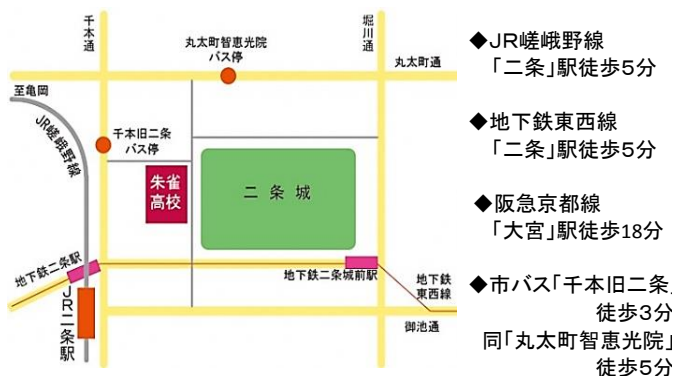 千本通
堀川通
丸太町智恵光院
バス停
丸太町通
至亀岡
JR嵯峨野線
千本旧二条
バス停
朱雀
高校
二条城
地下鉄二条駅
地下鉄二条城前駅
地下鉄
東西線
JR二条駅
御池通
◆JR嵯峨野線
「二条」駅徒歩5分
◆地下鉄東西線
「二条」駅徒歩5分
◆阪急京都線
「大宮」駅徒歩18分
◆市バス「千本旧二条」
徒歩3分
同「丸太町智恵光院」
徒歩5分